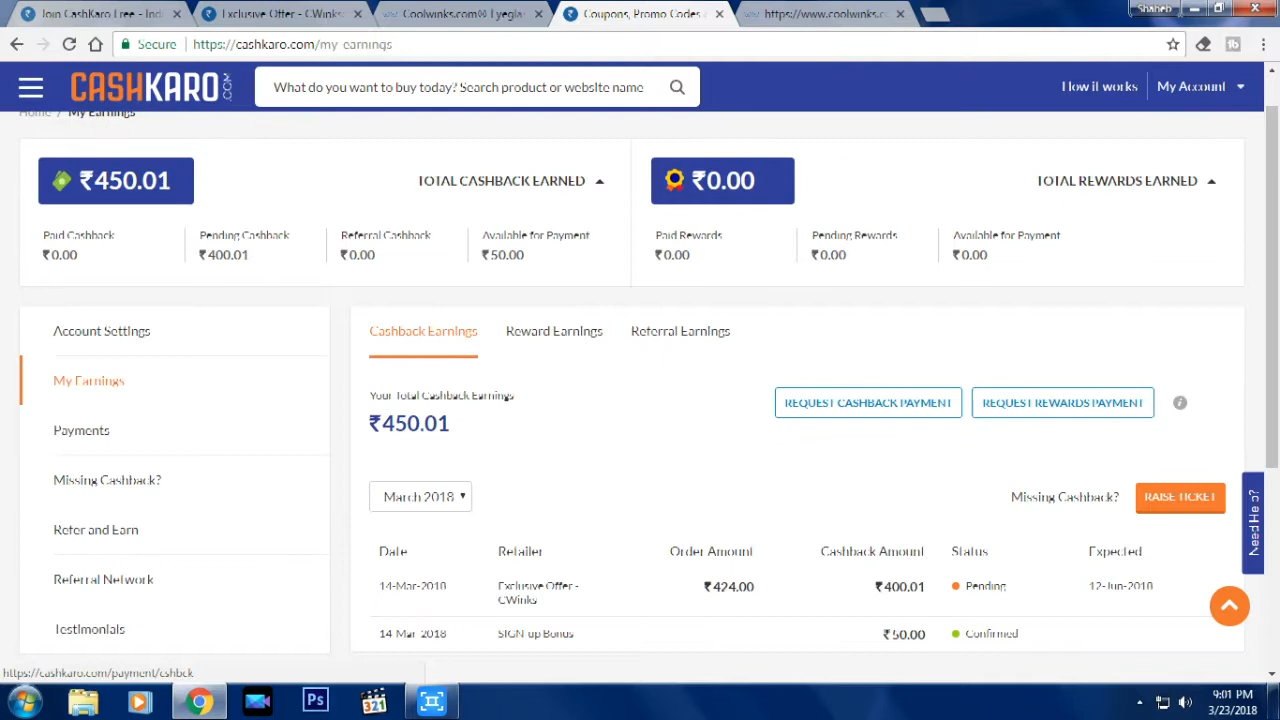 Join CashKaro Free - Indi
Exclusive Offer - CWinks
Coolwinks.com® | Eyeglas
Coupons, Promo Codes
https://www.coolwinks.c
Shaheb
Secure
https://cashkaro.com/my-earnings
CASHKARO.COM
What do you want to buy today? Search product or website name
How it works
My Account
Home / My Earnings
₹450.01
TOTAL CASHBACK EARNED
₹0.00
TOTAL REWARDS EARNED
Paid Cashback
Pending Cashback
Referral Cashback
Available for Payment
Paid Rewards
Pending Rewards
Available for Payment
₹0.00
₹400.01
₹0.00
₹50.00
₹0.00
₹0.00
₹0.00
Account Settings
My Earnings
Payments
Missing Cashback?
Refer and Earn
Referral Network
Testimonials
Cashback Earnings
Reward Earnings
Referral Earnings
Your Total Cashback Earnings
₹450.01
REQUEST CASHBACK PAYMENT
REQUEST REWARDS PAYMENT
March 2018
Missing Cashback?
RAISE TICKET
Need Help?
Date
Retailer
Order Amount
Cashback Amount
Status
Expected
14-Mar-2018
Exclusive Offer -
CWinks
₹424.00
₹400.01
Pending
12-Jun-2018
14-Mar-2018
SIGN-up Bonus
₹50.00
Confirmed
https://cashkaro.com/payment/cshbck
Ps
321
9:01 PM
3/23/2018